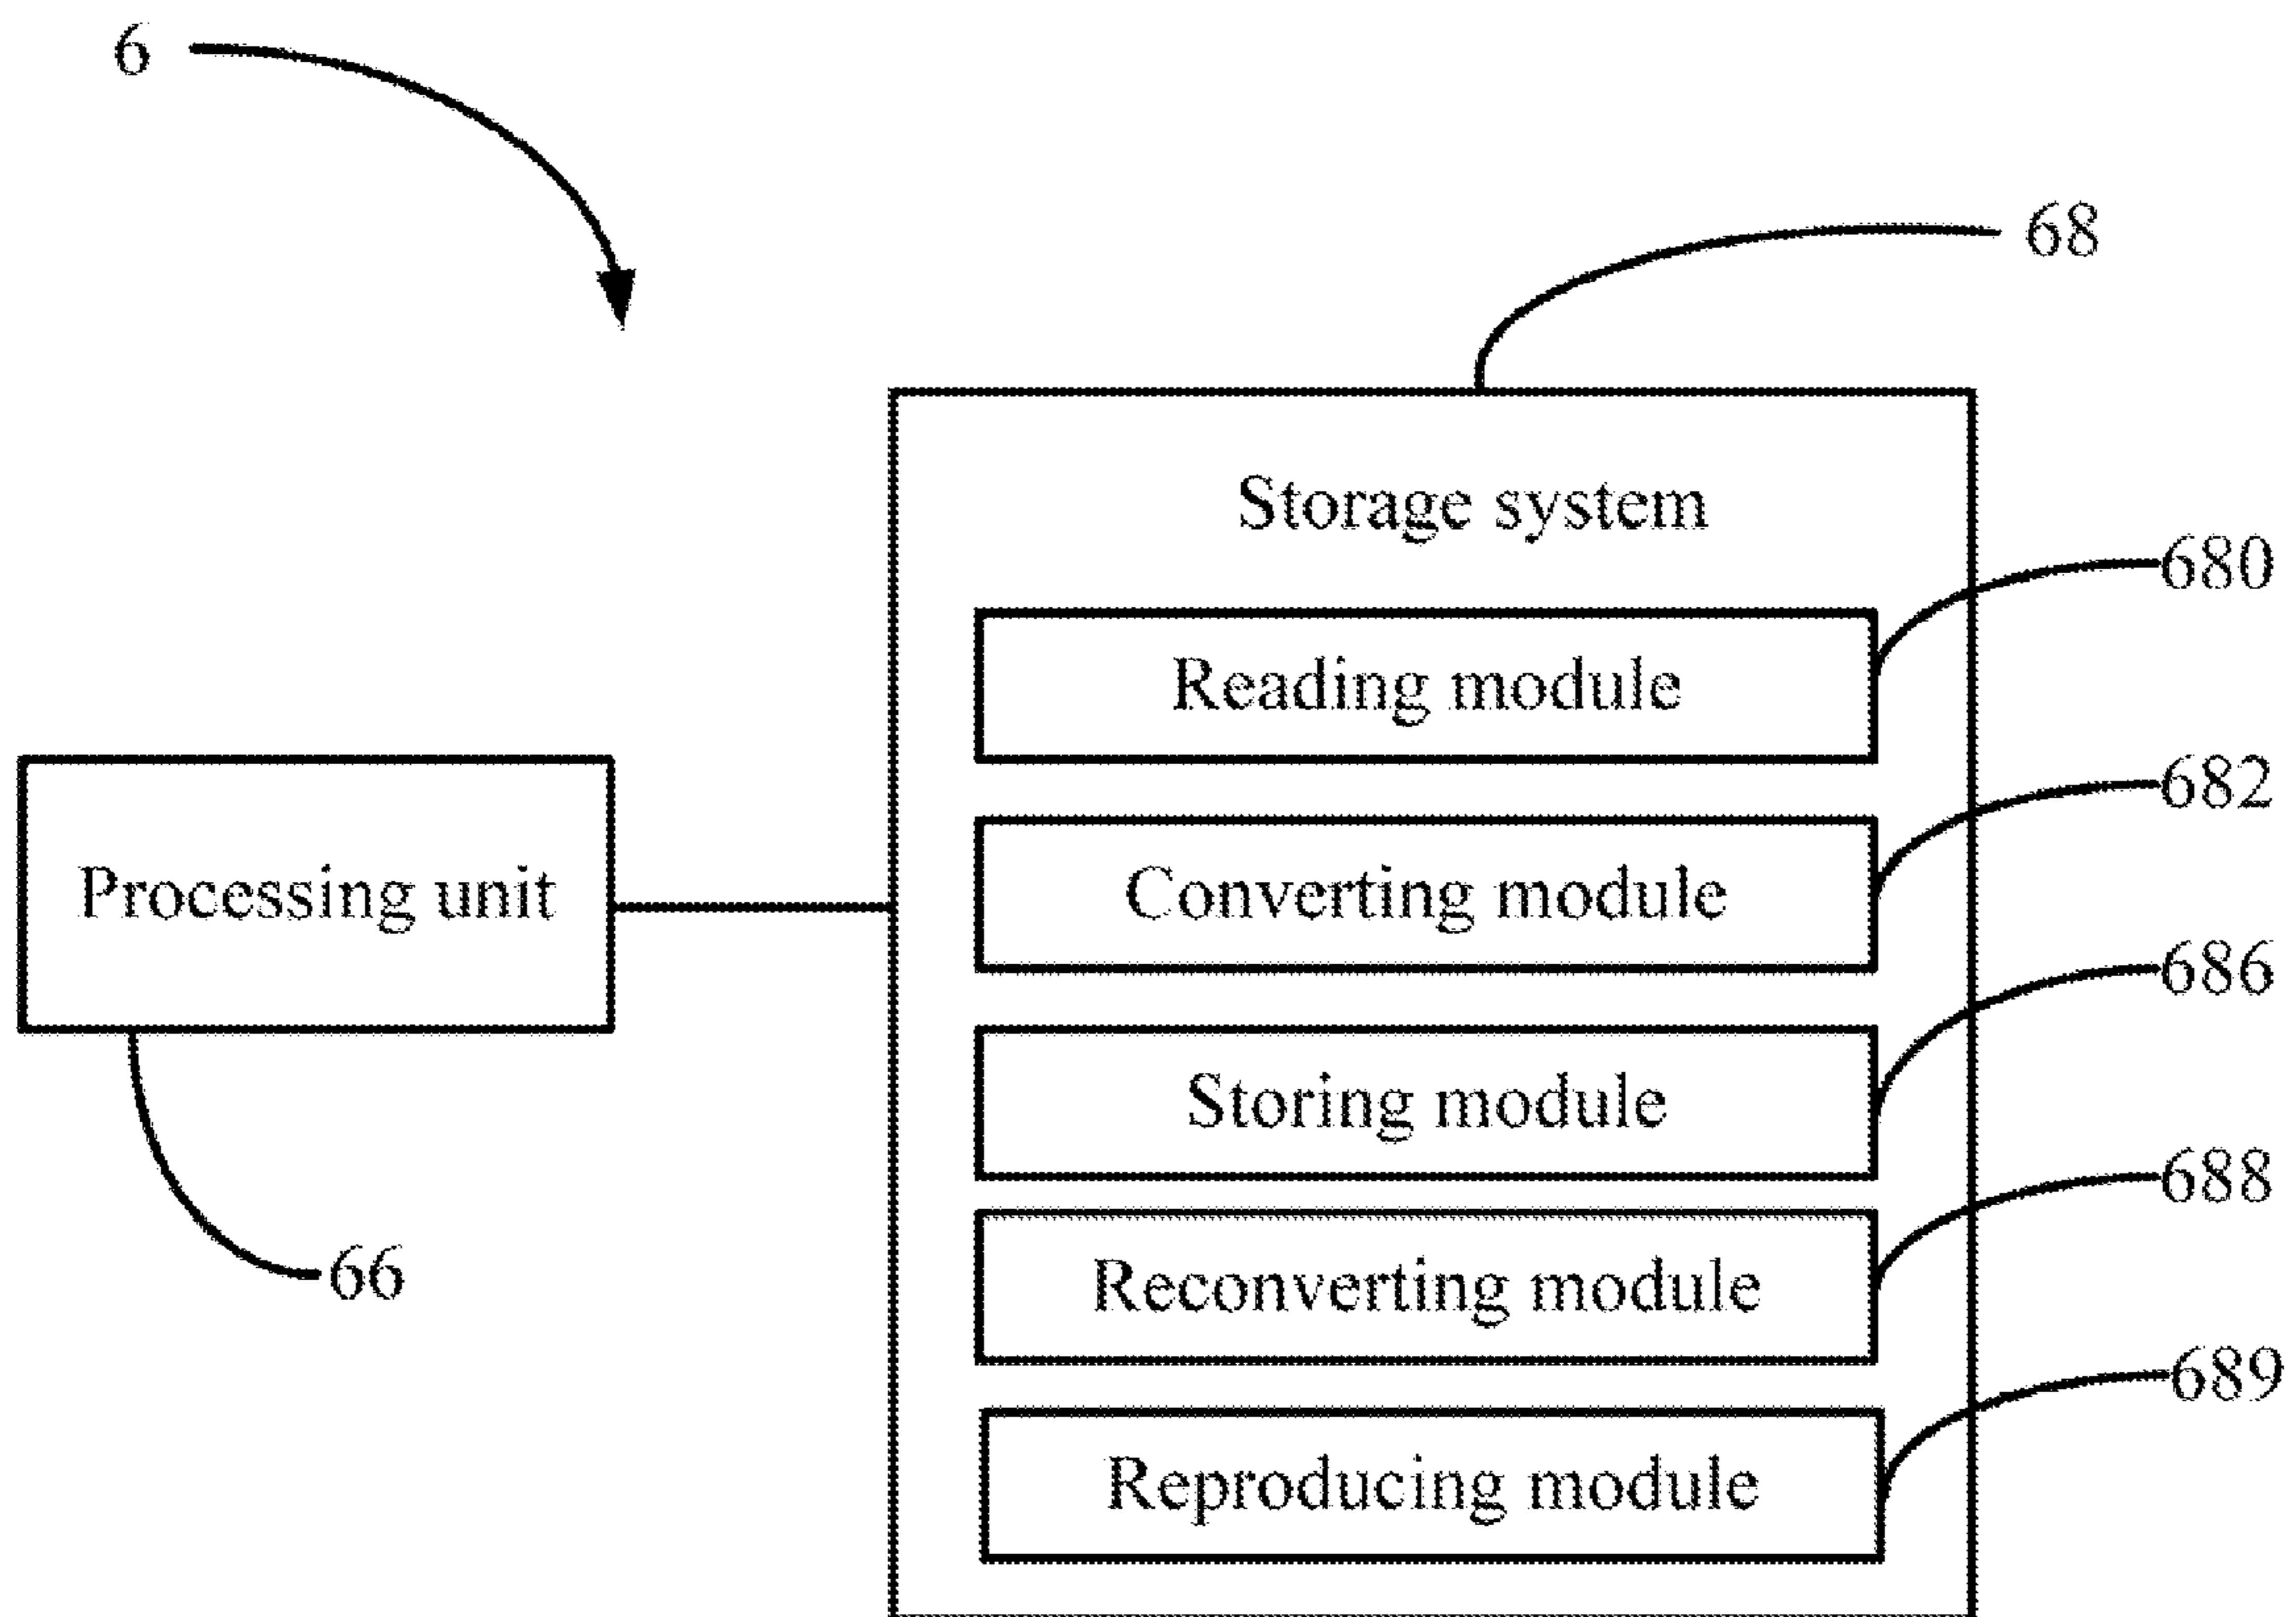 6
68
Storage system
680
Reading module
682
Converting module
Processing unit
686
Storing module
688
Reconverting module
66
689
Reproducing module